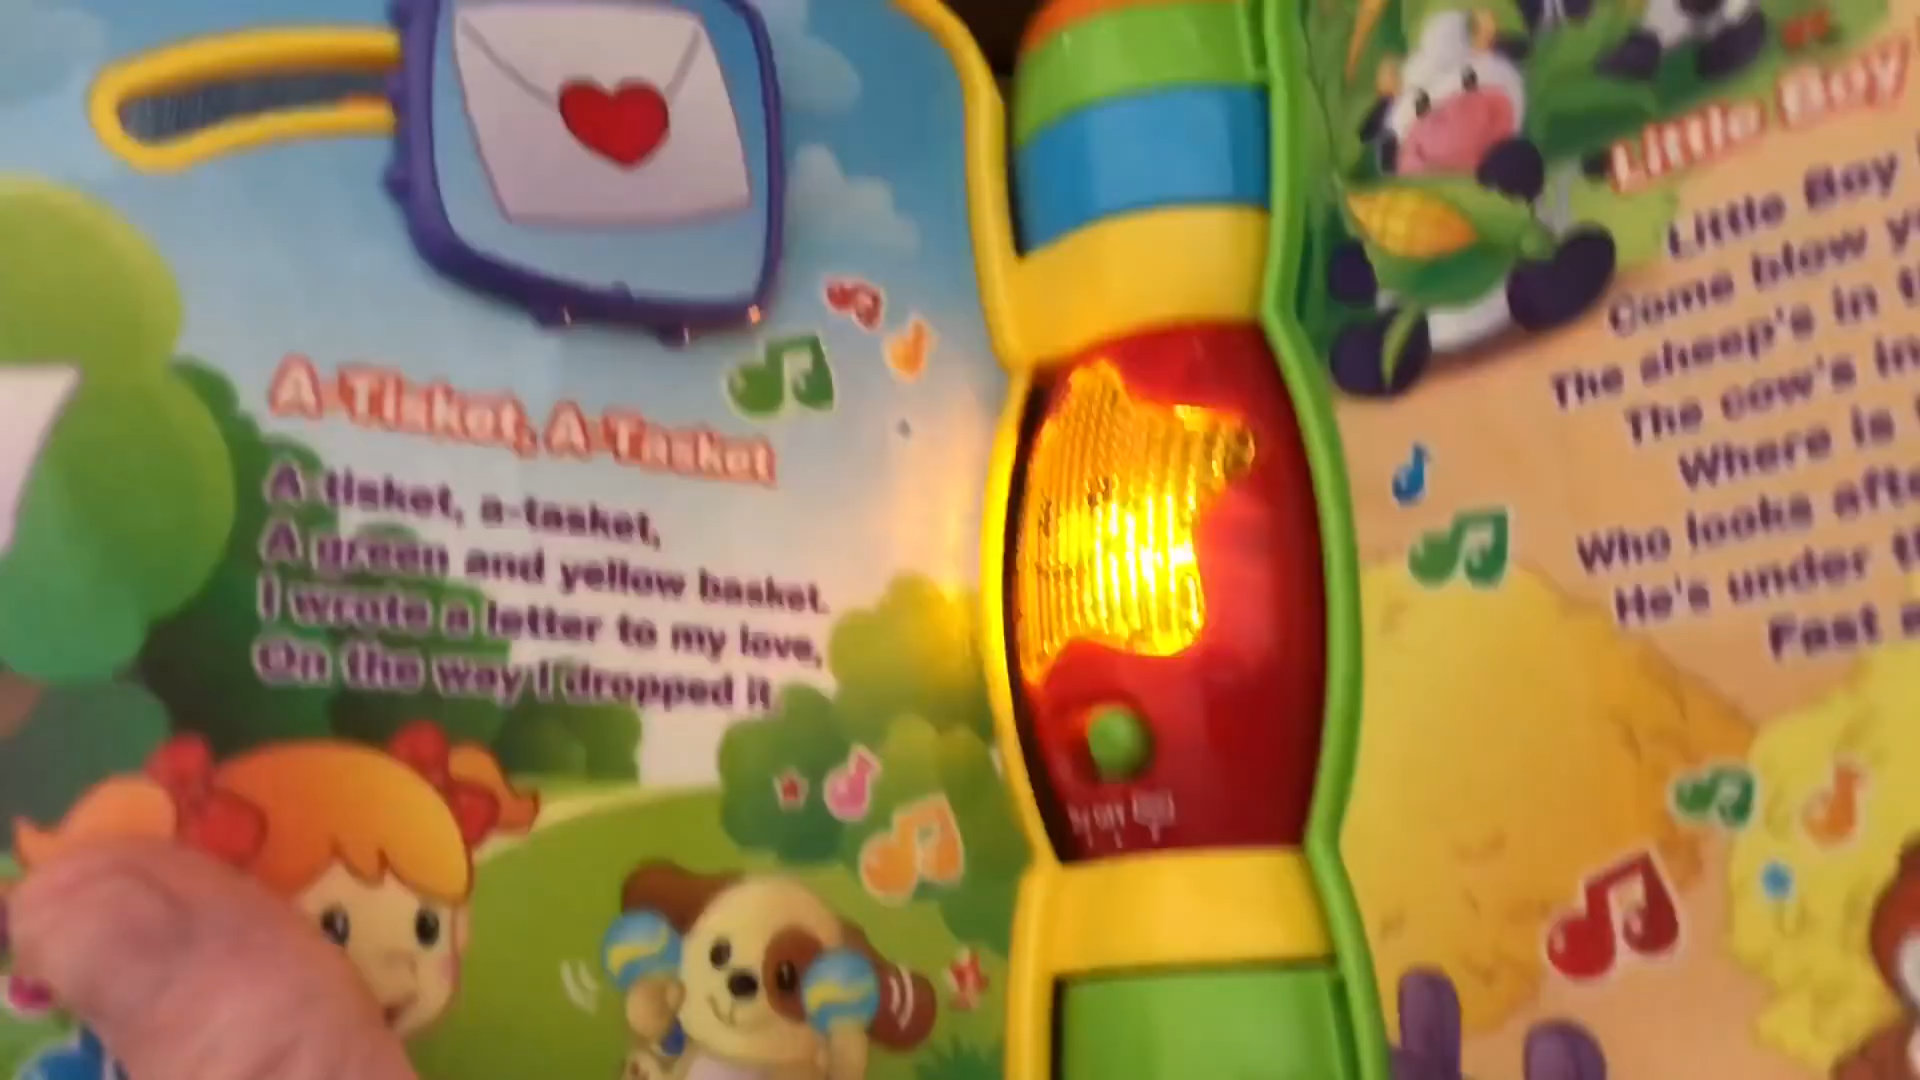 A-Tisket, A-Tasket
A-tisket, a-tasket,
A green and yellow basket.
I wrote a letter to my love,
On the way I dropped it
Little Boy
Little Boy
Come blow
The sheep's in
The cow's in
Where is
Who looks
He's under
Fast